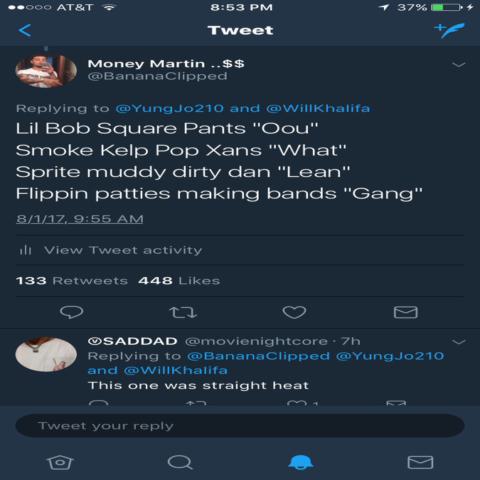 AT&T 8:53 PM 37%
Tweet
Money Martin ..$$
@BananaClipped
Replying to @YungJo210 and @WillKhalifa
Lil Bob Square Pants "Oou"
Smoke Kelp Pop Xans "What"
Sprite muddy dirty dan "Lean"
Flippin patties making bands "Gang"
8/1/17, 9:55 AM
View Tweet activity
133 Retweets 448 Likes
ⓋSADDAD @movienightcore · 7h
Replying to @BananaClipped @YungJo210
and @WillKhalifa
This one was straight heat
1
Tweet your reply